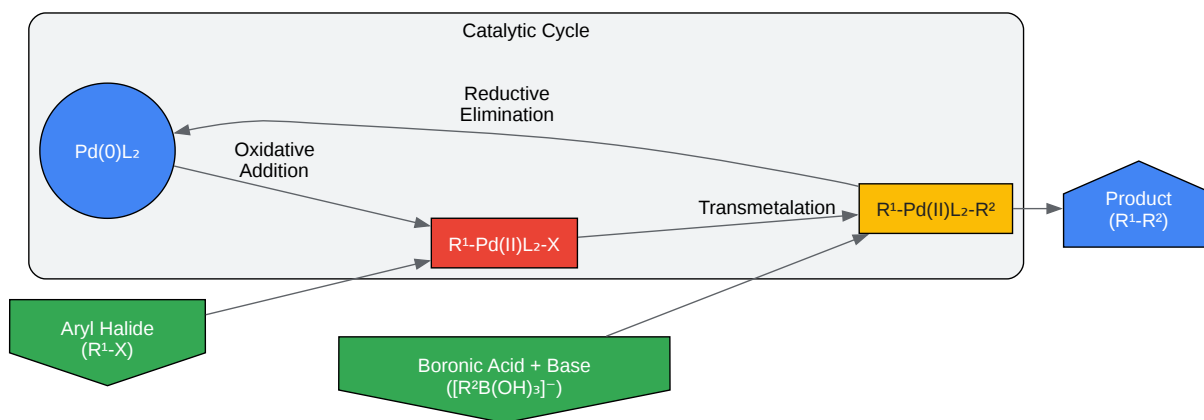 Catalytic Cycle
Reductive
Elimination
Pd(0)L₂
Oxidative
Addition
Transmetalation
R¹-Pd(II)L₂-R²
Product
(R¹-R²)
R¹-Pd(II)L₂-X
Aryl Halide
(R¹-X)
Boronic Acid + Base
([R²B(OH)₃]⁻)